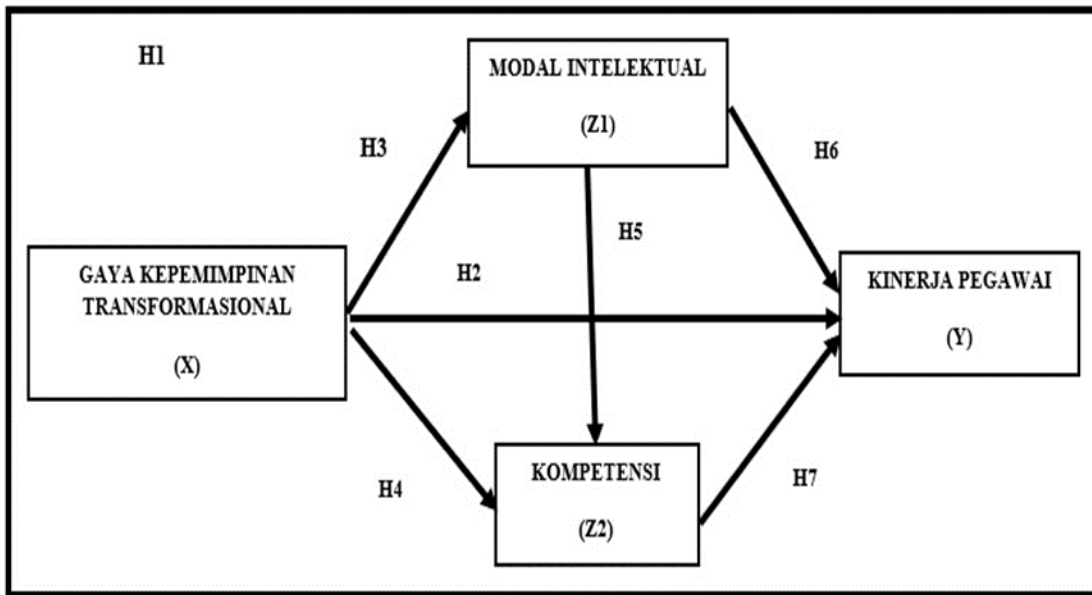 H1
MODAL INTELEKTUAL
(Z1)
H3
H6
H5
GAYA KEPEMIMPINAN
TRANSFORMASIONAL
(X)
H2
KINERJA PEGAWAI
(Y)
H4
KOMPETENSI
(Z2)
H7